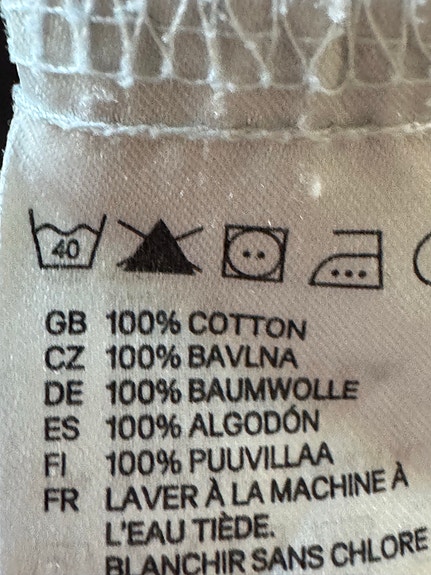 40
GB 100% COTTON
CZ 100% BAVLNA
DE 100% BAUMWOLLE
ES 100% ALGODÓN
FI 100% PUUVILLAA
FR LAVER À LA MACHINE À
L'EAU TIÈDE.
BLANCHIR SANS CHLORE